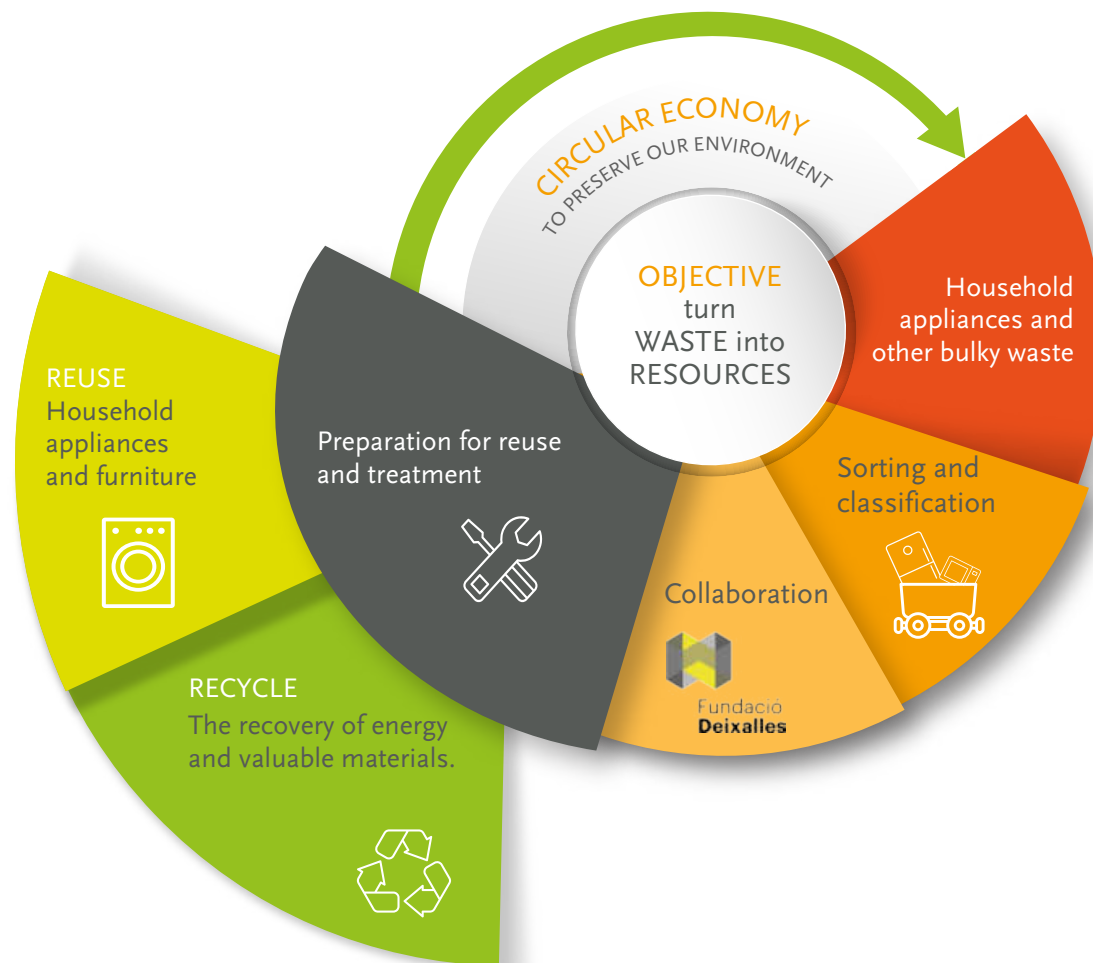 CIRCULAR ECONOMY
TO PRESERVE OUR ENVIRONMENT
OBJECTIVE
turn
WASTE into
RESOURCES
Household
appliances and
other bulky waste
Sorting and
classification
Collaboration
Fundació
Deixalles
Preparation for reuse
and treatment
REUSE
Household
appliances
and furniture
RECYCLE
The recovery of energy
and valuable materials.